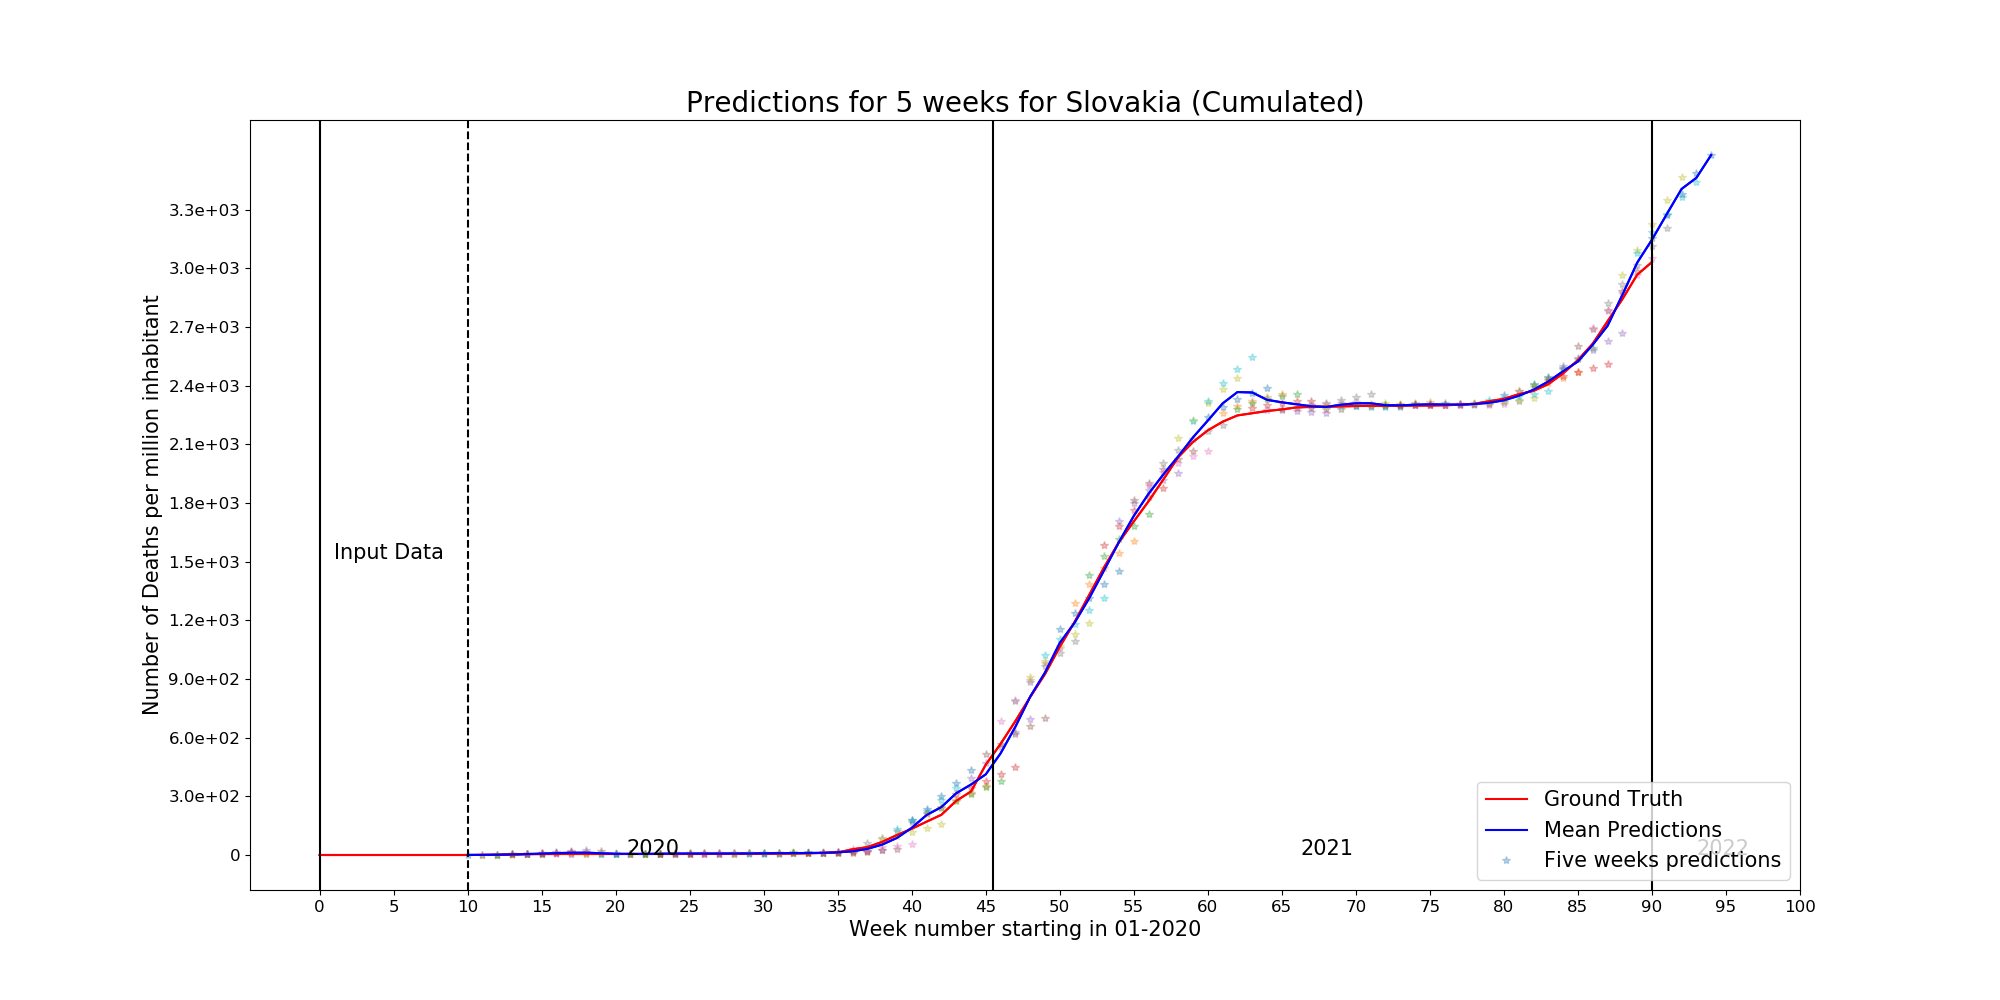 Predictions for 5 weeks for Slovakia (Cumulated)
Number of Deaths per million inhabitant
3.3e+03
3.0e+03
2.7e+03
2.4e+03
2.1e+03
1.8e+03
1.5e+03
1.2e+03
9.0e+02
6.0e+02
3.0e+02
0
Input Data
2020
2021
2022
Ground Truth
Mean Predictions
Five weeks predictions
0 5 10 15 20 25 30 35 40 45 50 55 60 65 70 75 80 85 90 95 100
Week number starting in 01-2020